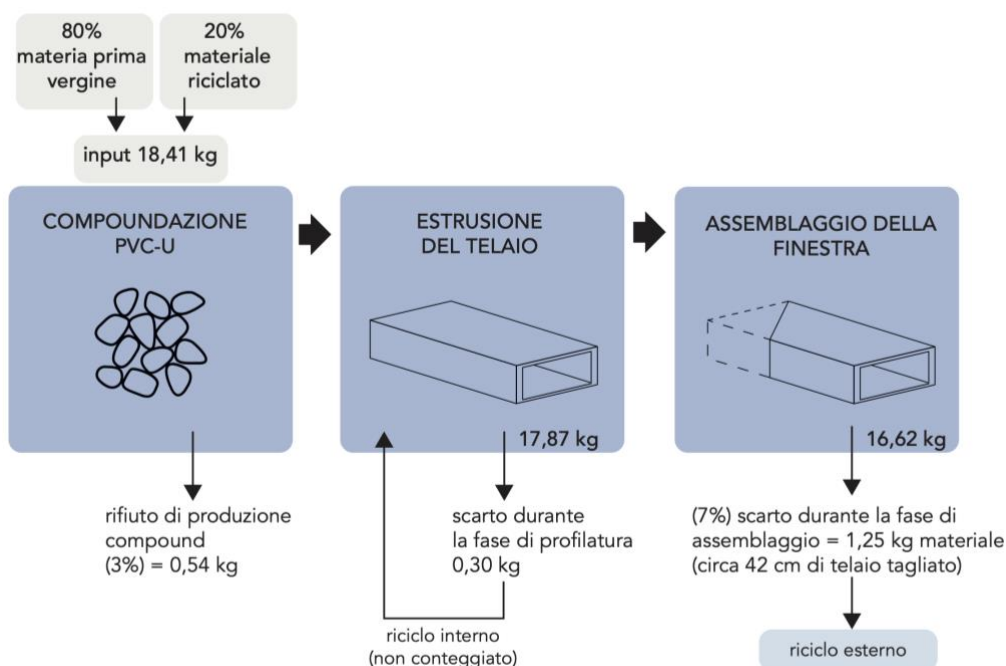 80%
materia prima
vergine
20%
materiale
riciclato
input 18,41 kg
COMPOUNDAZIONE
PVC-U
ESTRUSIONE
DEL TELAIO
ASSEMBLAGGIO DELLA
FINESTRA
17,87 kg
16,62 kg
rifiuto di produzione
compound
(3%) = 0,54 kg
scarto durante
la fase di profilatura
0,30 kg
(7%) scarto durante la fase di
assemblaggio = 1,25 kg materiale
(circa 42 cm di telaio tagliato)
riciclo interno
(non conteggiato)
riciclo esterno